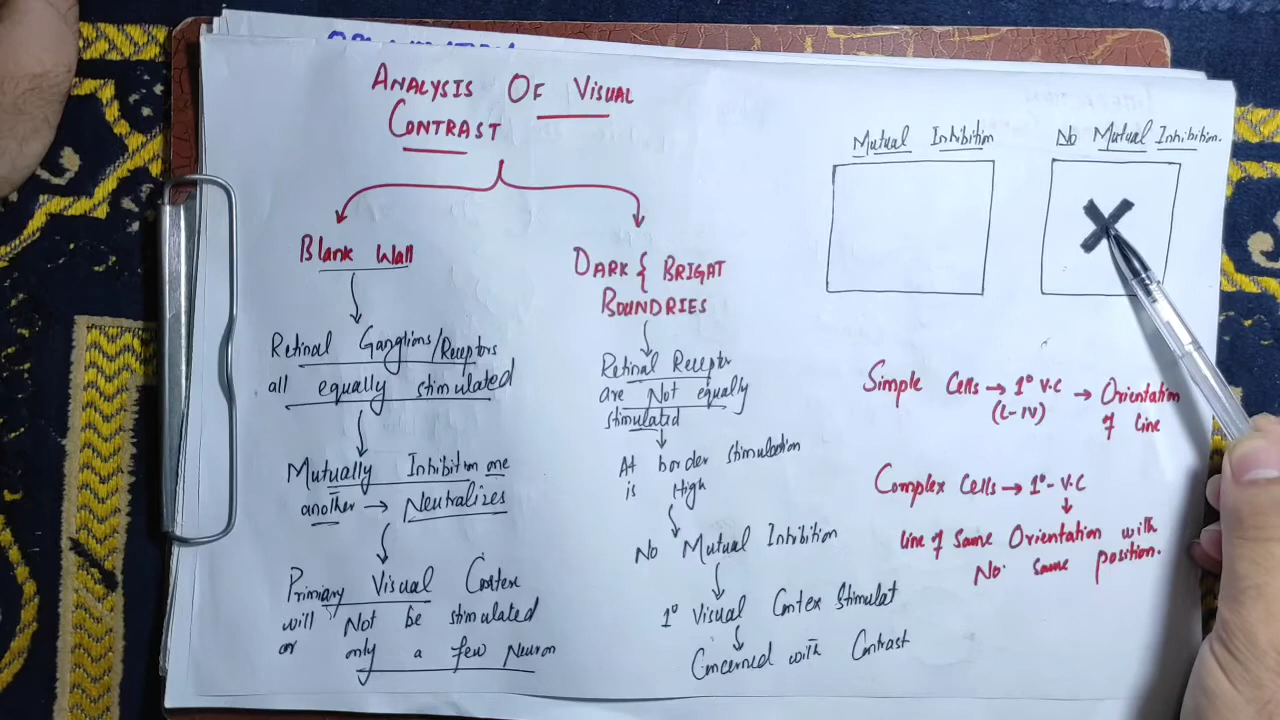 ANALYSIS OF VISUAL
CONTRAST
Blank Wall
Retinal Ganglions/Receptors
all equally stimulated
Mutually Inhibition one
another → Neutralizes
Primary Visual Cortex
will Not be stimulated
or only a few Neuron
DARK & BRIGHT
BOUNDRIES
Retinal Receptor
are Not equally
stimulated
At border stimulation
is High
No Mutual Inhibition
1° Visual Cortex Stimulat
Concerned with Contrast
Mutual Inhibition
No Mutual Inhibition.
Simple Cells → 1° V.C → Orientation
(L-IV) of line
Complex Cells → 1°- V.C
line of Same Orientation with
No. same position.